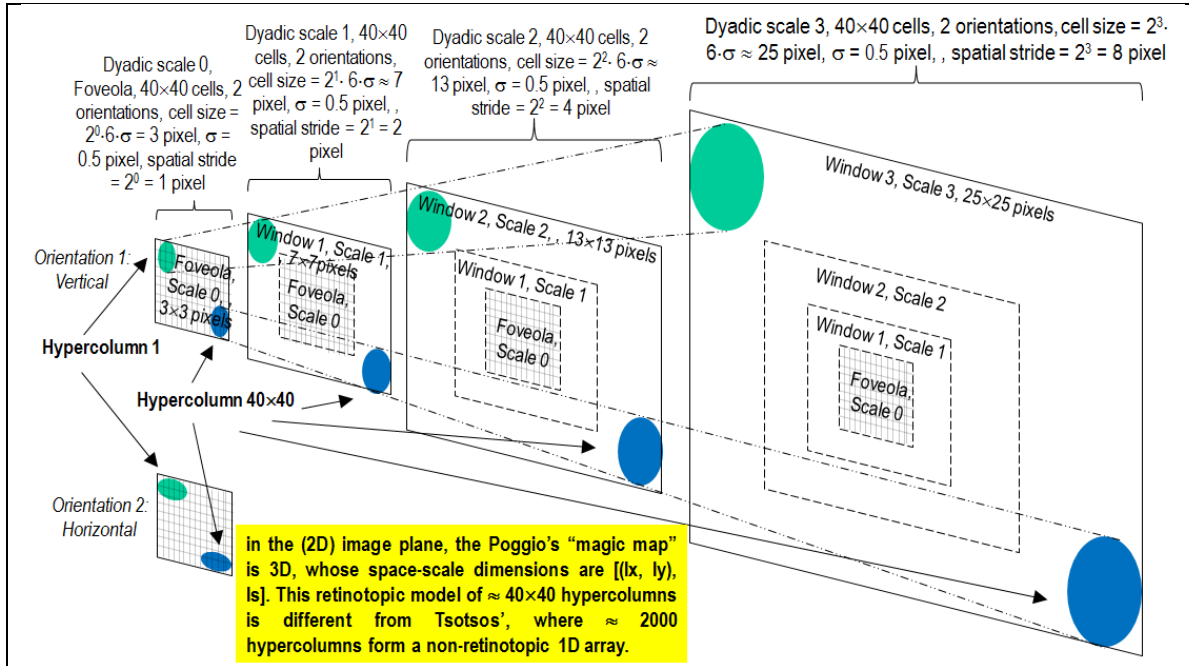 Dyadic scale 0,
Foveola, 40×40 cells, 2
orientations, cell size =
2⁰·6·σ = 3 pixel, σ =
0.5 pixel, spatial stride
= 2⁰ = 1 pixel
Dyadic scale 1, 40×40
cells, 2 orientations,
cell size = 2¹· 6·σ ≈ 7
pixel, σ = 0.5 pixel, ,
spatial stride = 2¹ = 2
pixel
Dyadic scale 2, 40×40 cells, 2
orientations, cell size = 2²· 6·σ ≈
13 pixel, σ = 0.5 pixel, , spatial
stride = 2² = 4 pixel
Dyadic scale 3, 40×40 cells, 2 orientations, cell size = 2³·
6·σ ≈ 25 pixel, σ = 0.5 pixel, , spatial stride = 2³ = 8 pixel
Orientation 1:
Vertical
Foveola,
Scale 0, ,
3×3 pixels
Window 1, Scale 1,
7×7pixels
Foveola,
Scale 0
Window 2, Scale 2, , 13×13 pixels
Window 1, Scale 1
Foveola,
Scale 0
Window 3, Scale 3, 25×25 pixels
Window 2, Scale 2
Window 1, Scale 1
Foveola,
Scale 0
Hypercolumn 1
Hypercolumn 40×40
Orientation 2:
Horizontal
in the (2D) image plane, the Poggio's “magic map”
is 3D, whose space-scale dimensions are [(lx, ly),
ls]. This retinotopic model of ≈ 40×40 hypercolumns
is different from Tsotsos', where ≈ 2000
hypercolumns form a non-retinotopic 1D array.